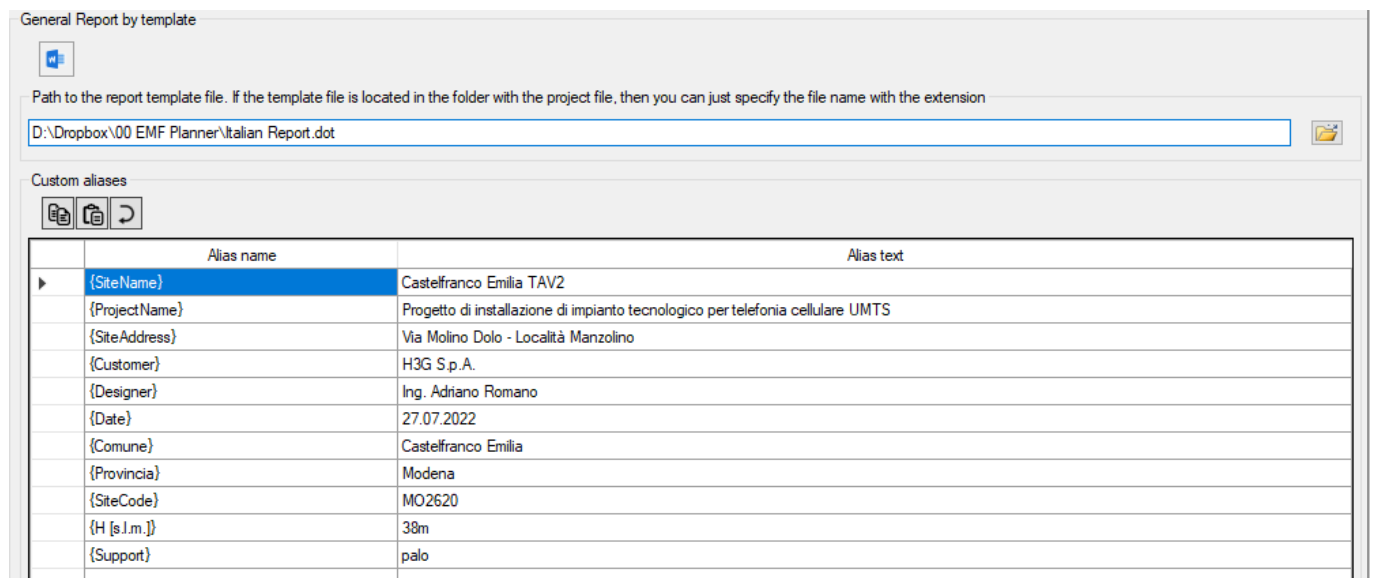 General Report by template
Path to the report template file. If the template file is located in the folder with the project file, then you can just specify the file name with the extension
D:\Dropbox\00 EMF Planner\Italian Report.dot
Custom aliases
Alias name Alias text
{SiteName} Castelfranco Emilia TAV2
{ProjectName} Progetto di installazione di impianto tecnologico per telefonia cellulare UMTS
{SiteAddress} Via Molino Dolo - Località Manzolino
{Customer} H3G S.p.A.
{Designer} Ing. Adriano Romano
{Date} 27.07.2022
{Comune} Castelfranco Emilia
{Provincia} Modena
{SiteCode} MO2620
{H [s.l.m.]} 38m
{Support} palo